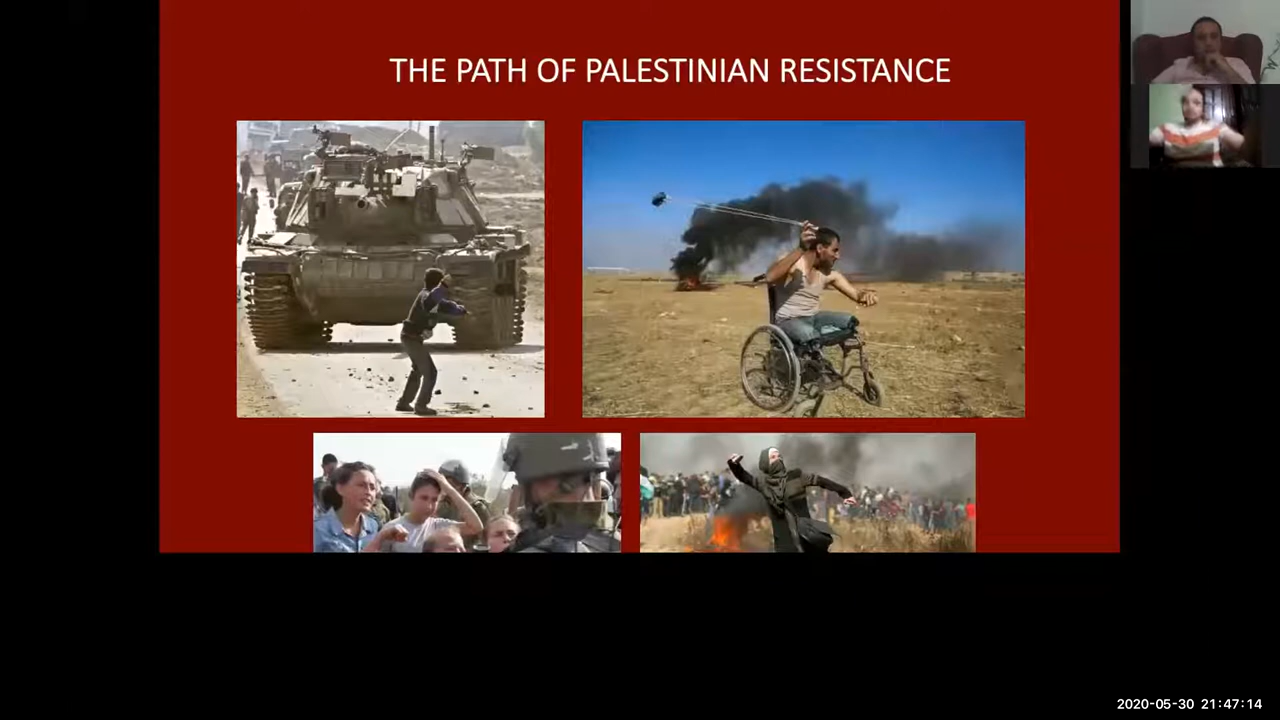 THE PATH OF PALESTINIAN RESISTANCE
2020-05-30 21:47:14